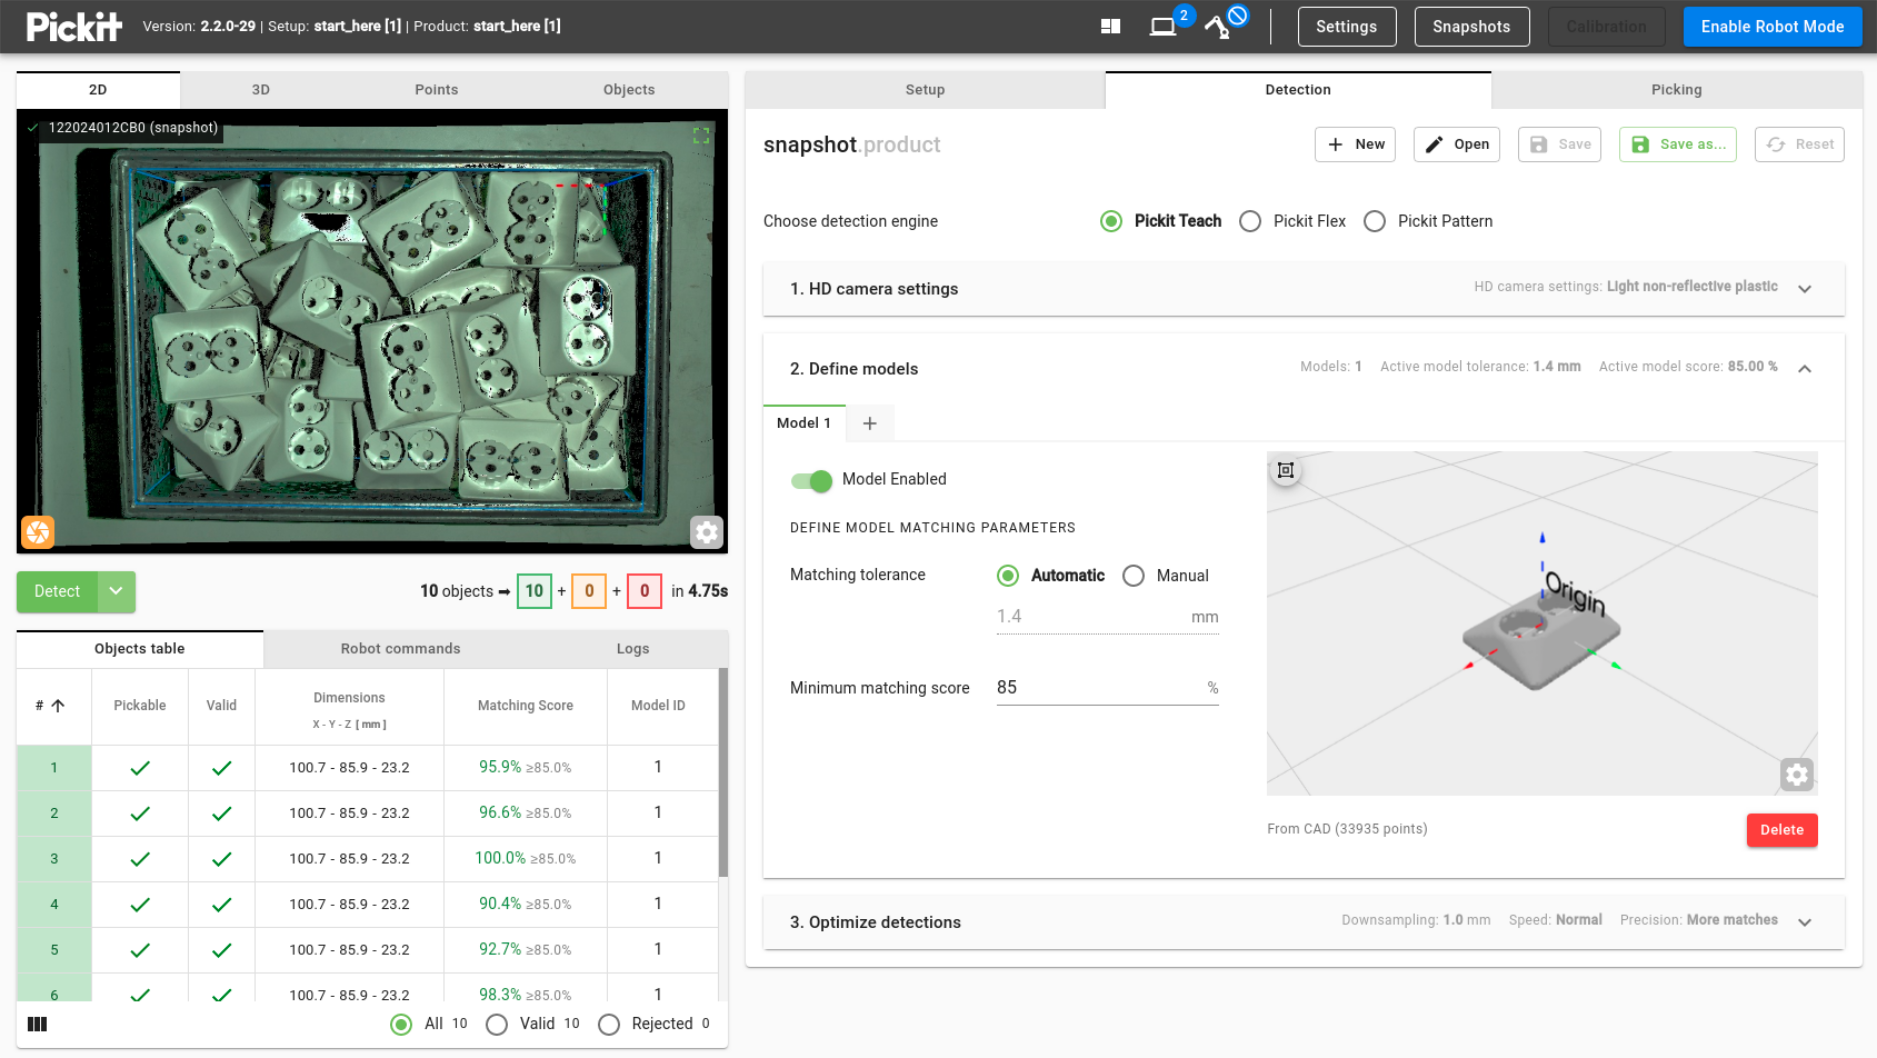 Pickit Version: 2.2.0-29 | Setup: start_here [1] | Product: start_here [1] 2 Settings Snapshots Calibration Enable Robot Mode
2D 3D Points Objects
122024012CB0 (snapshot)
Detect 10 objects ➞ 10 + 0 + 0 in 4.75s
Objects table Robot commands Logs
# Pickable Valid Dimensions X - Y - Z [ mm ] Matching Score Model ID
1 100.7 - 85.9 - 23.2 95.9% ≥85.0% 1
2 100.7 - 85.9 - 23.2 96.6% ≥85.0% 1
3 100.7 - 85.9 - 23.2 100.0% ≥85.0% 1
4 100.7 - 85.9 - 23.2 90.4% ≥85.0% 1
5 100.7 - 85.9 - 23.2 92.7% ≥85.0% 1
6 100.7 - 85.9 - 23.2 98.3% ≥85.0% 1
All 10 Valid 10 Rejected 0
Setup Detection Picking
snapshot.product New Open Save Save as... Reset
Choose detection engine Pickit Teach Pickit Flex Pickit Pattern
1. HD camera settings HD camera settings: Light non-reflective plastic
2. Define models Models: 1 Active model tolerance: 1.4 mm Active model score: 85.00 %
Model 1 +
Model Enabled
DEFINE MODEL MATCHING PARAMETERS
Matching tolerance Automatic Manual
1.4 mm
Minimum matching score 85 %
Origin
From CAD (33935 points) Delete
3. Optimize detections Downsampling: 1.0 mm Speed: Normal Precision: More matches